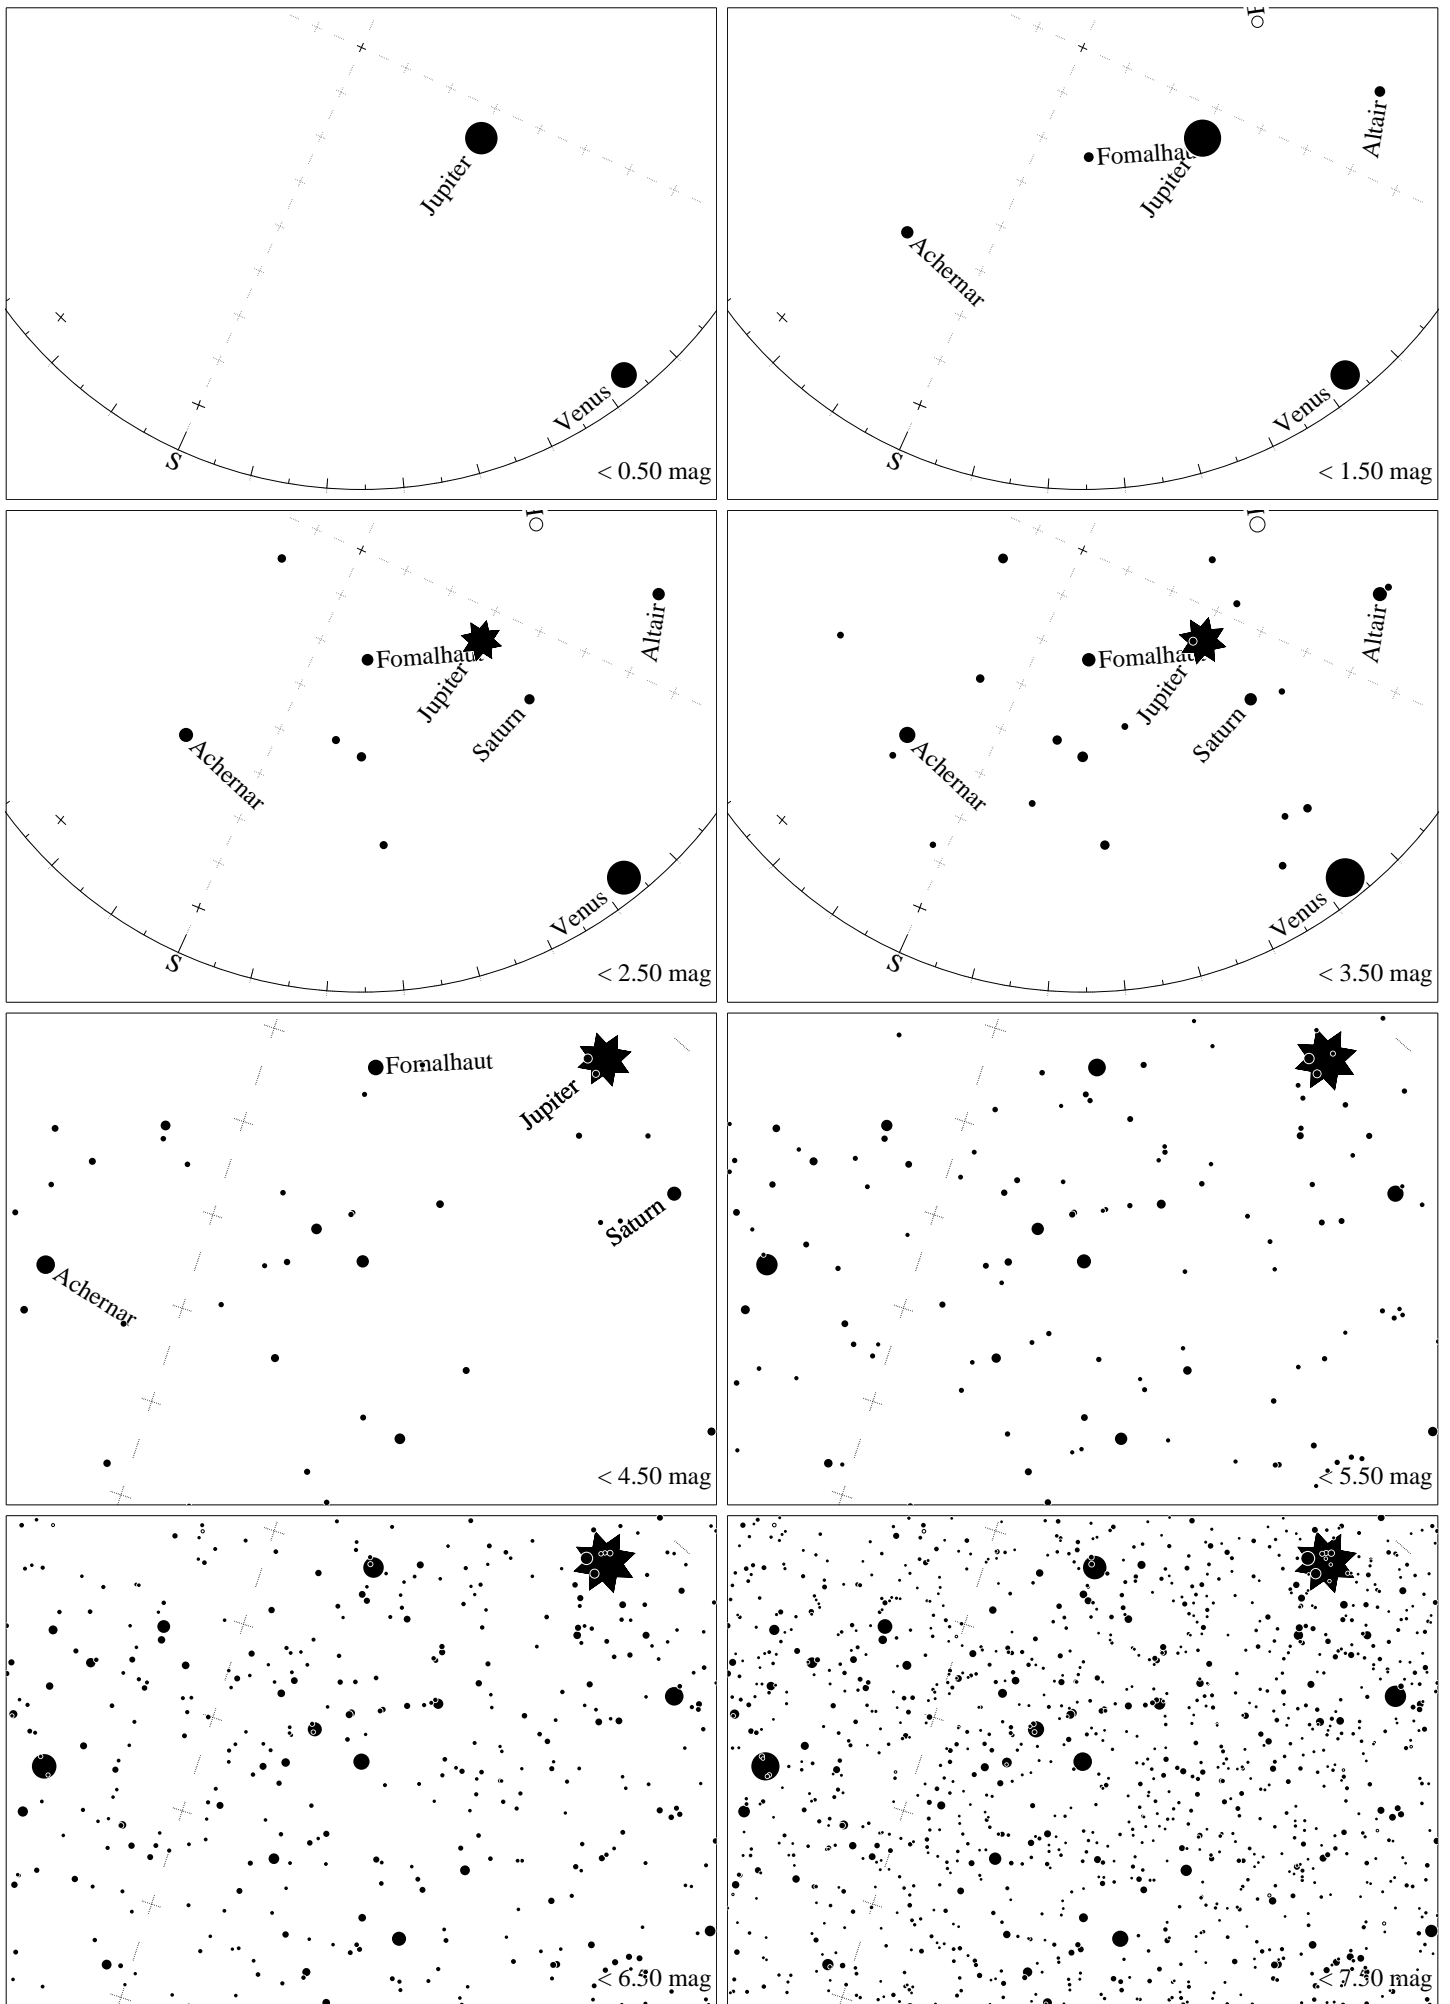 Jupiter
Venus
S
< 0.50 mag
Altair
Fomalhau
Jupiter
Achernar
Venus
S
< 1.50 mag
Altair
Fomalhaut
Jupiter
Saturn
Achernar
Venus
S
< 2.50 mag
Altair
Fomalhaut
Jupiter
Saturn
Achernar
Venus
S
< 3.50 mag
Fomalhaut
Jupiter
Saturn
Achernar
< 4.50 mag
< 5.50 mag
< 6.50 mag
< 7.50 mag